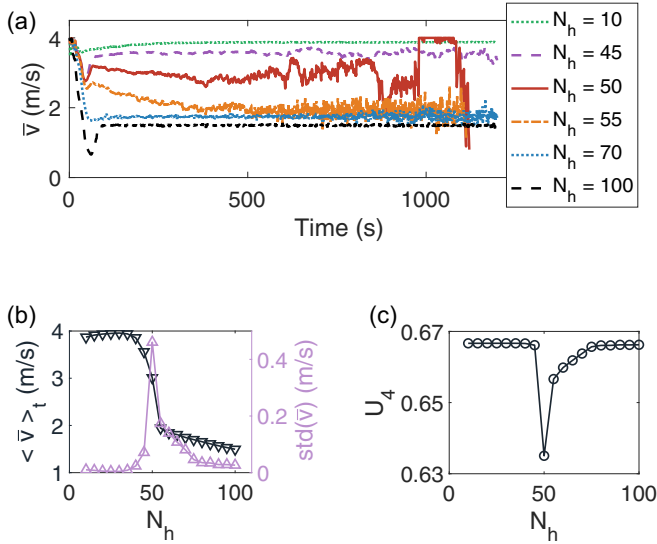 (a)
v̄ (m/s)
4
2
0
0
500
1000
Time (s)
N_h = 10
N_h = 45
N_h = 50
N_h = 55
N_h = 70
N_h = 100
(b)
< v̄ >_t (m/s)
4
3
2
1
0
50
100
N_h
0.4
0.2
0
std(v̄) (m/s)
(c)
U_4
0.67
0.65
0.63
0
50
100
N_h